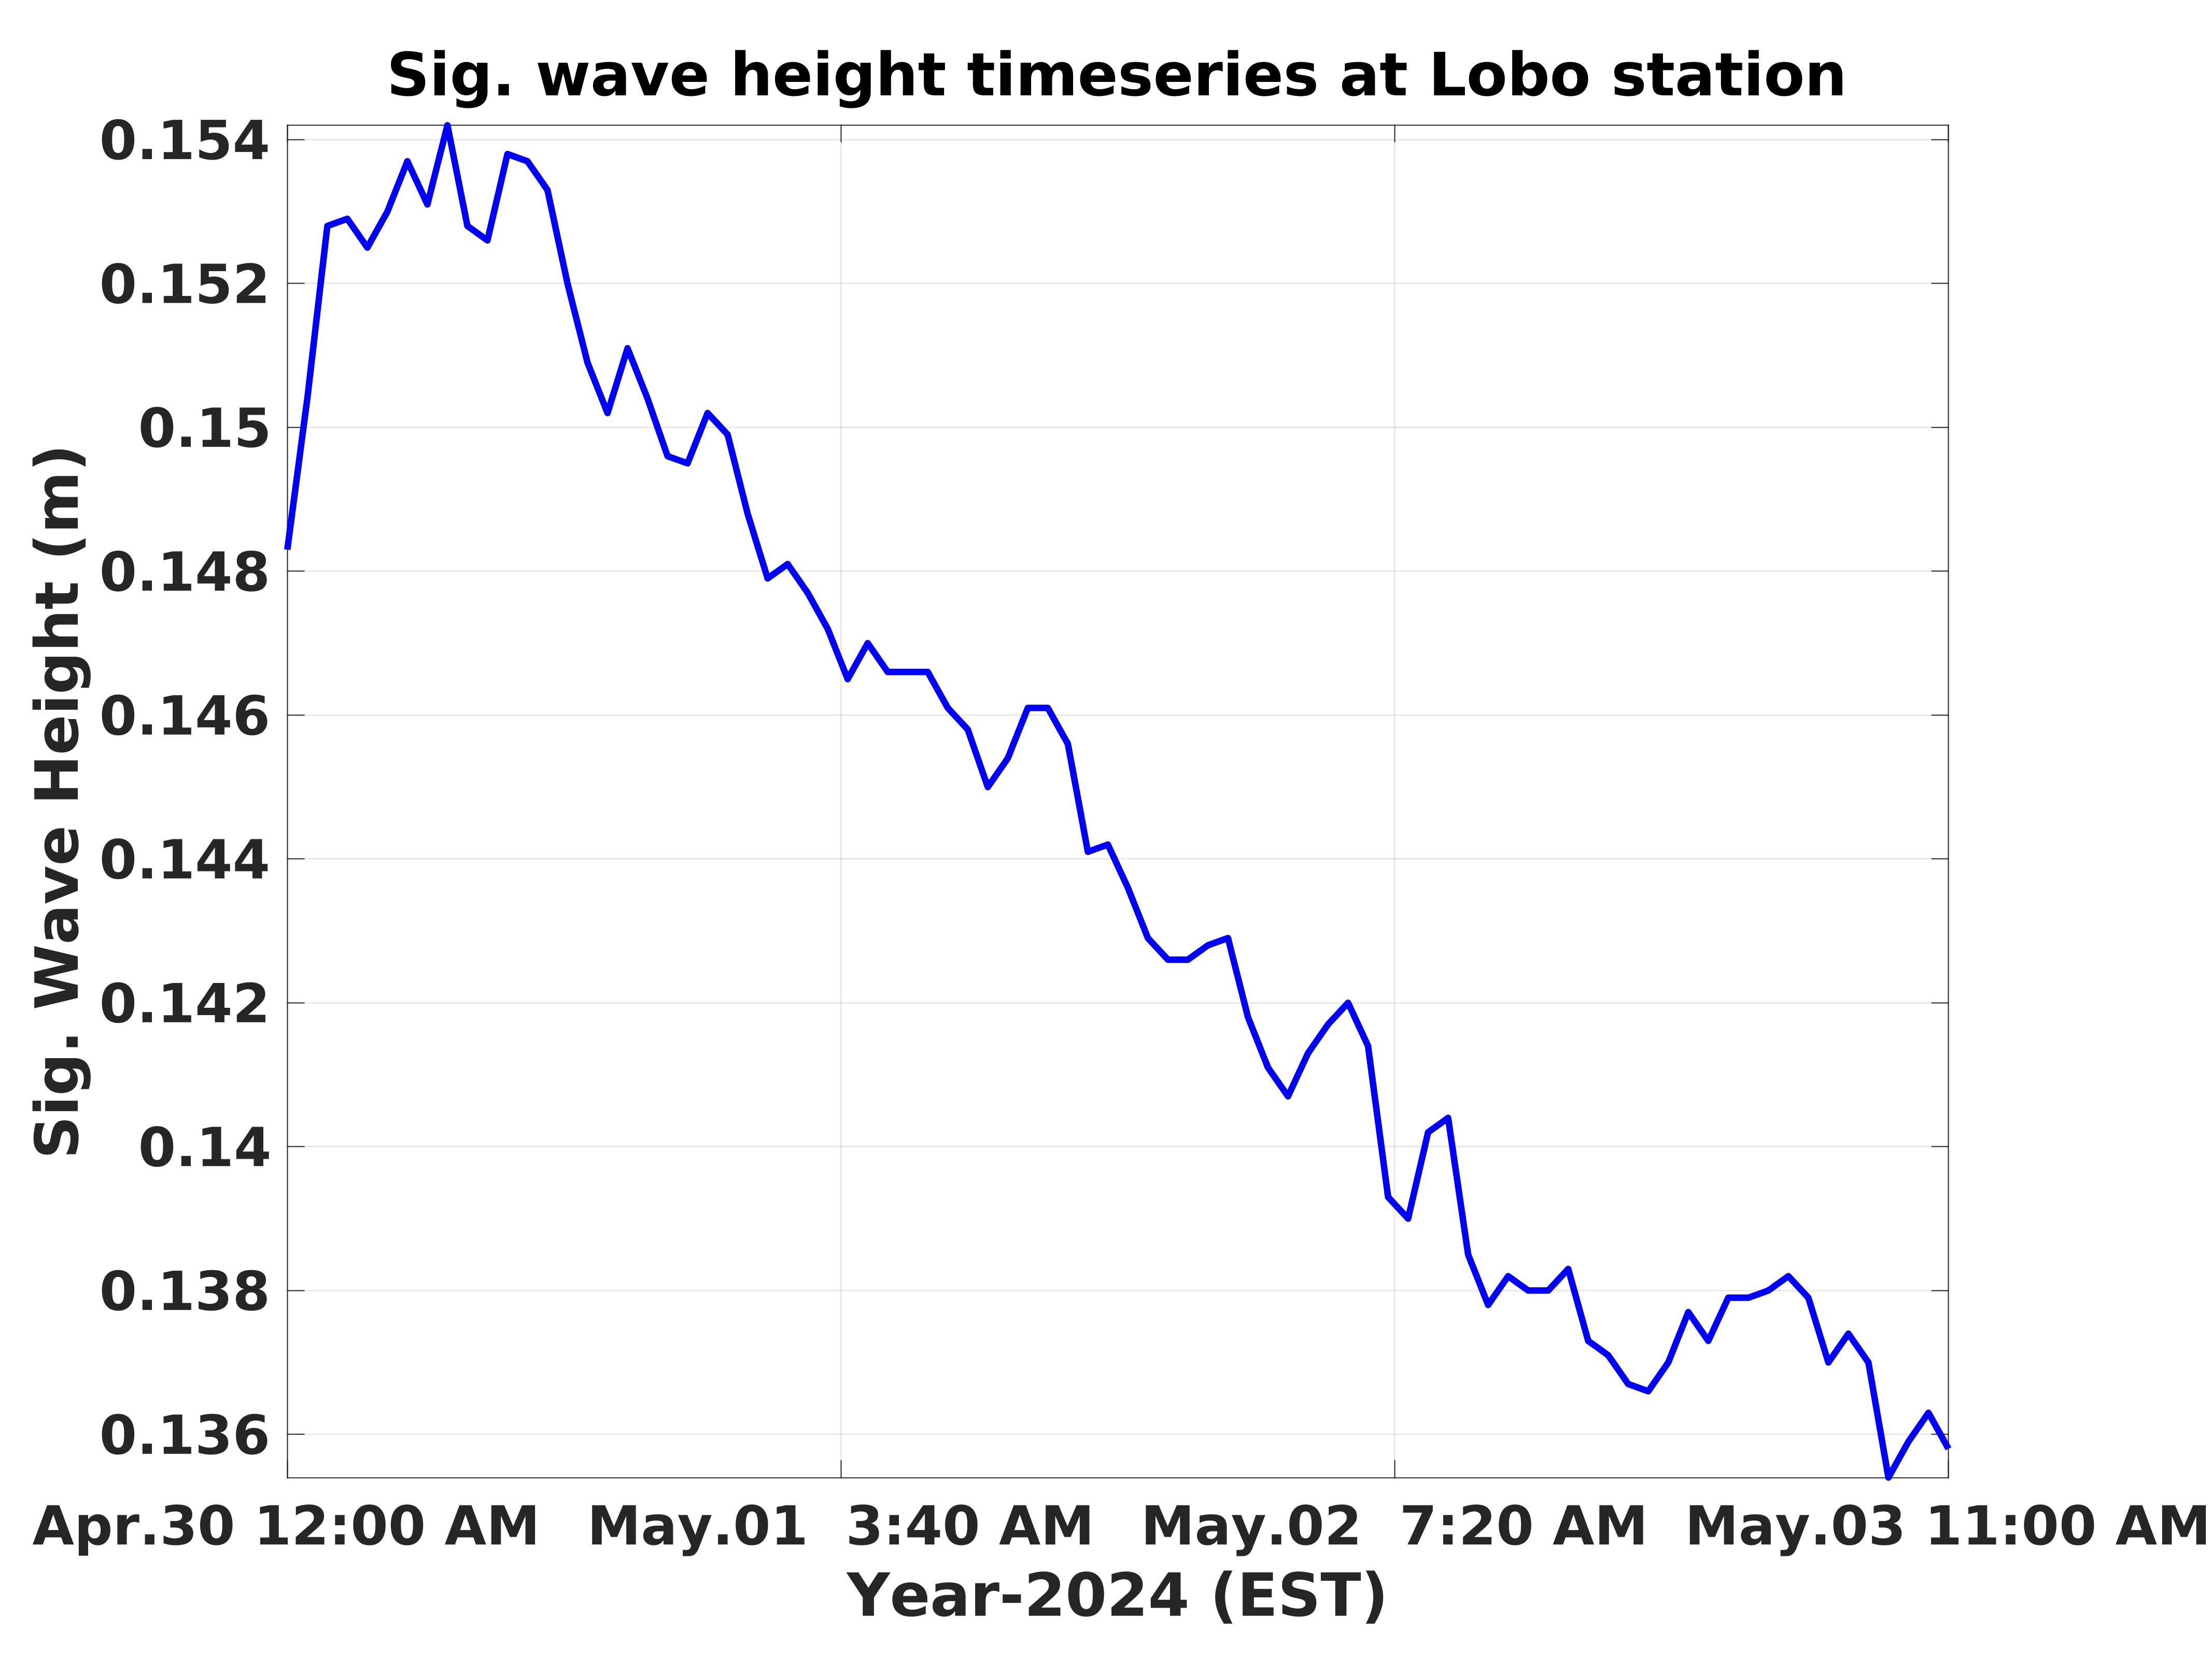 Sig. wave height timeseries at Lobo station
0.154
0.152
0.15
0.148
0.146
0.144
0.142
0.14
0.138
0.136
Sig. Wave Height (m)
Apr.30 12:00 AM May.01 3:40 AM May.02 7:20 AM May.03 11:00 AM
Year-2024 (EST)